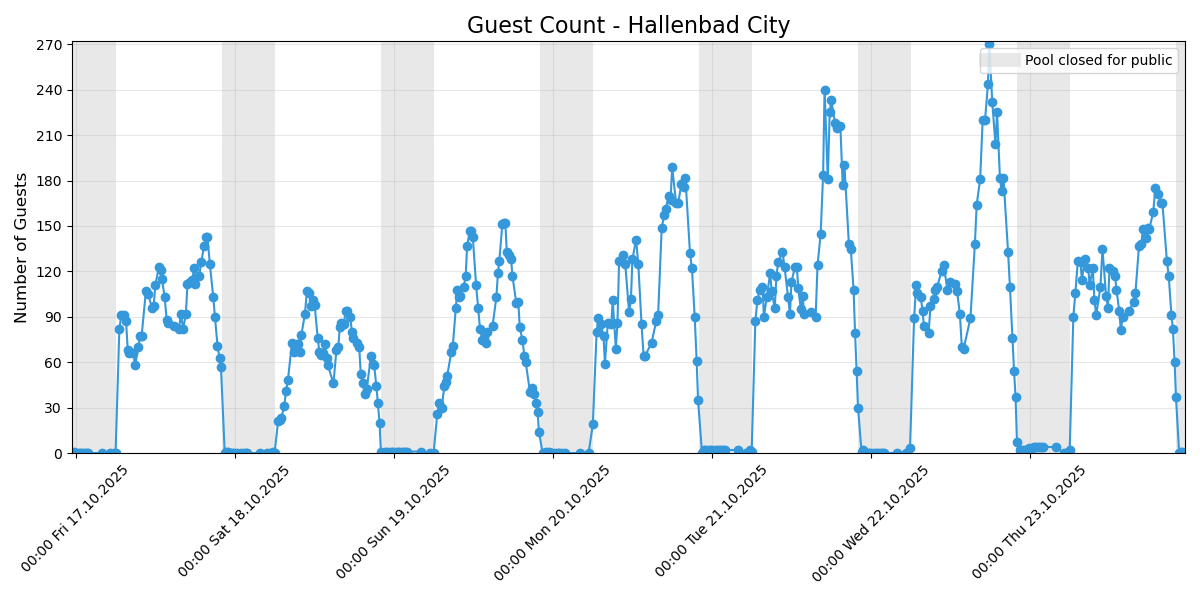 Guest Count - Hallenbad City
Pool closed for public
Number of Guests
270
240
210
180
150
120
90
60
30
0
00:00 Fri 17.10.2025
00:00 Sat 18.10.2025
00:00 Sun 19.10.2025
00:00 Mon 20.10.2025
00:00 Tue 21.10.2025
00:00 Wed 22.10.2025
00:00 Thu 23.10.2025